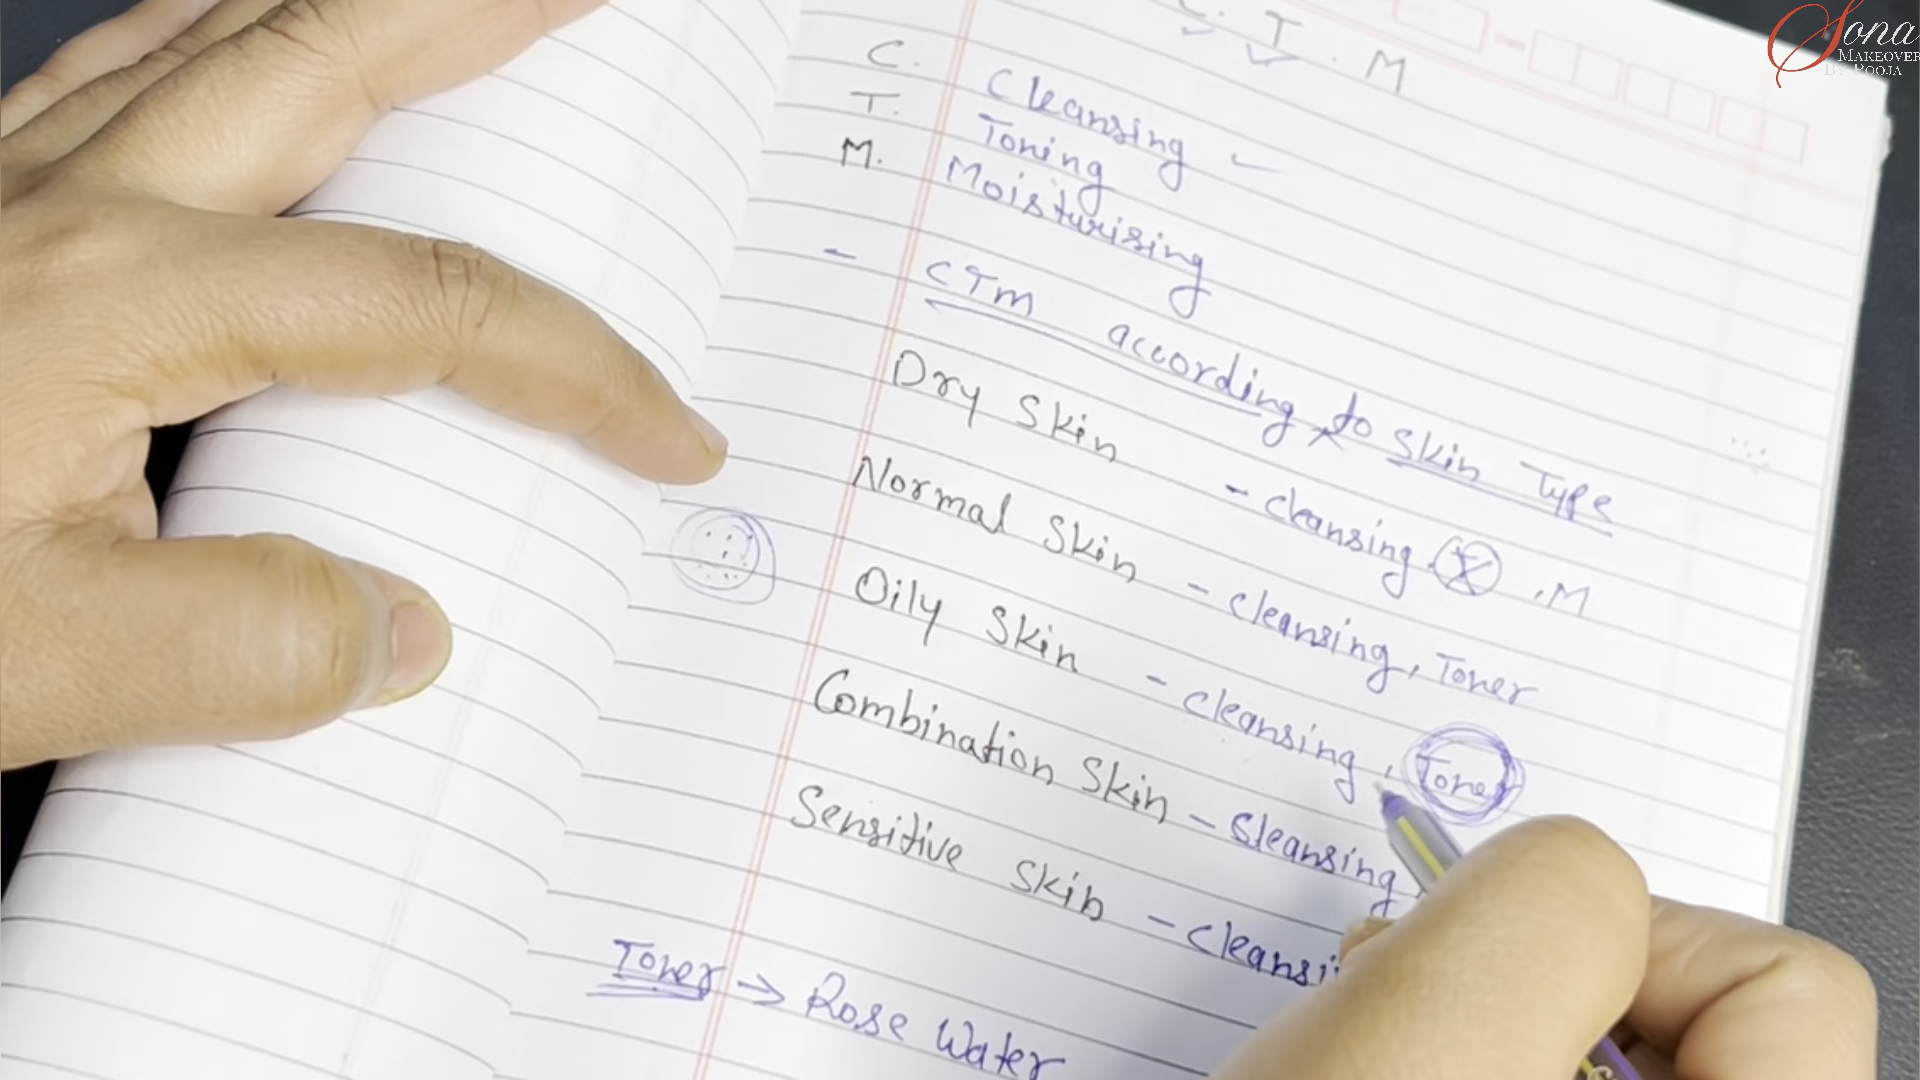 C. T. M
C. Cleansing
T. Toning
M. Moisturising
- CTM according to Skin Type
Dry Skin - cleansing . M
Normal Skin - cleansing, Toner
Oily Skin - cleansing, Toner
Combination Skin - Sleansing
Sensitive Skin - cleansi
Toner → Rose Water
Sona
MAKEOVER
BY POOJA